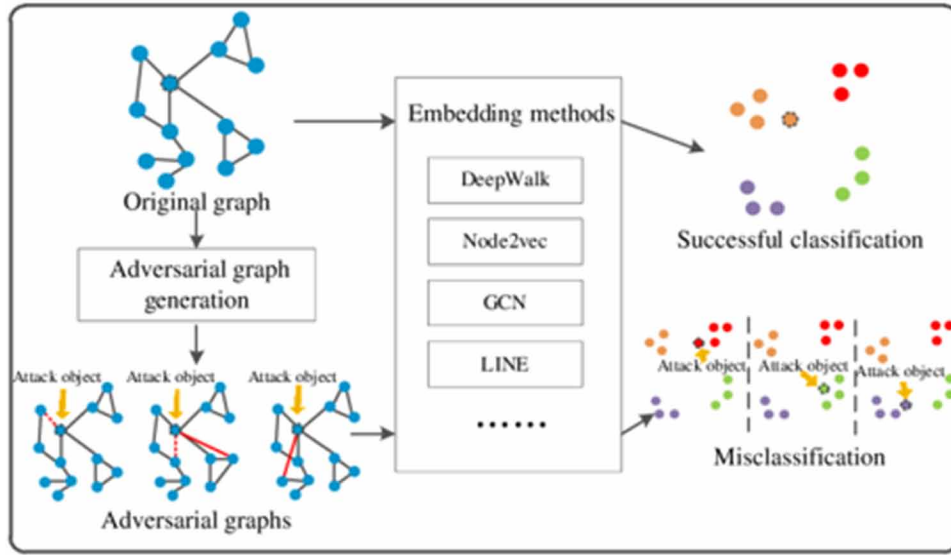 Embedding methods
DeepWalk
Node2vec
GCN
LINE
......
Original graph
Adversarial graph
generation
Attack object
Attack object
Attack object
Adversarial graphs
Successful classification
Attack object
Attack object
Attack object
Misclassification